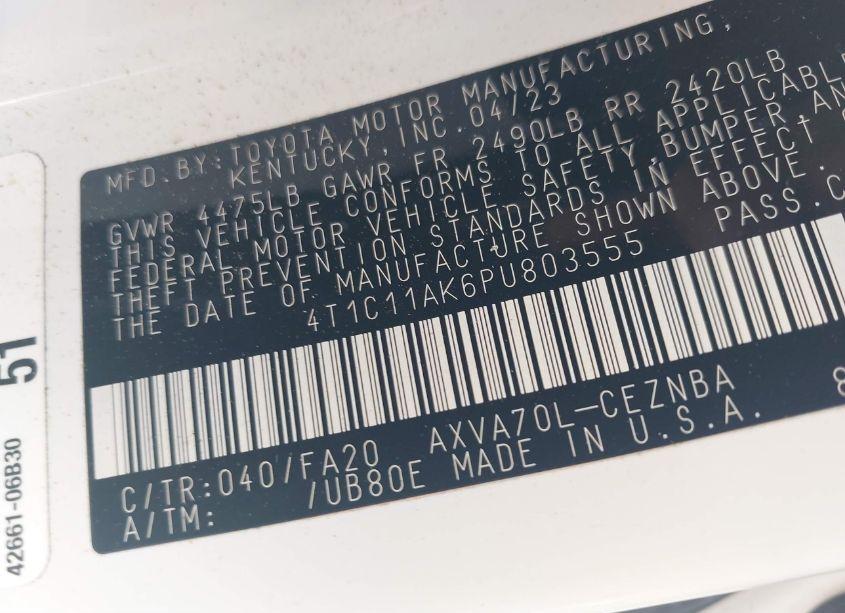 MFD.BY:TOYOTA MOTOR MANUFACTURING,
KENTUCKY,INC. 04/23
GVWR 4475LB GAWR FR 2490LB RR 2420LB
THIS VEHICLE CONFORMS TO ALL APPLICABLE
FEDERAL MOTOR VEHICLE SAFETY,BUMPER,AN
THEFT PREVENTION STANDARDS IN EFFECT
THE DATE OF MANUFACTURE SHOWN ABOVE.
4T1C11AK6PU803555 PASS.C
C/TR:040/FA20 AXVA70L-CEZNBA
A/TM: /UB80E MADE IN U.S.A.
51
42661-06B30